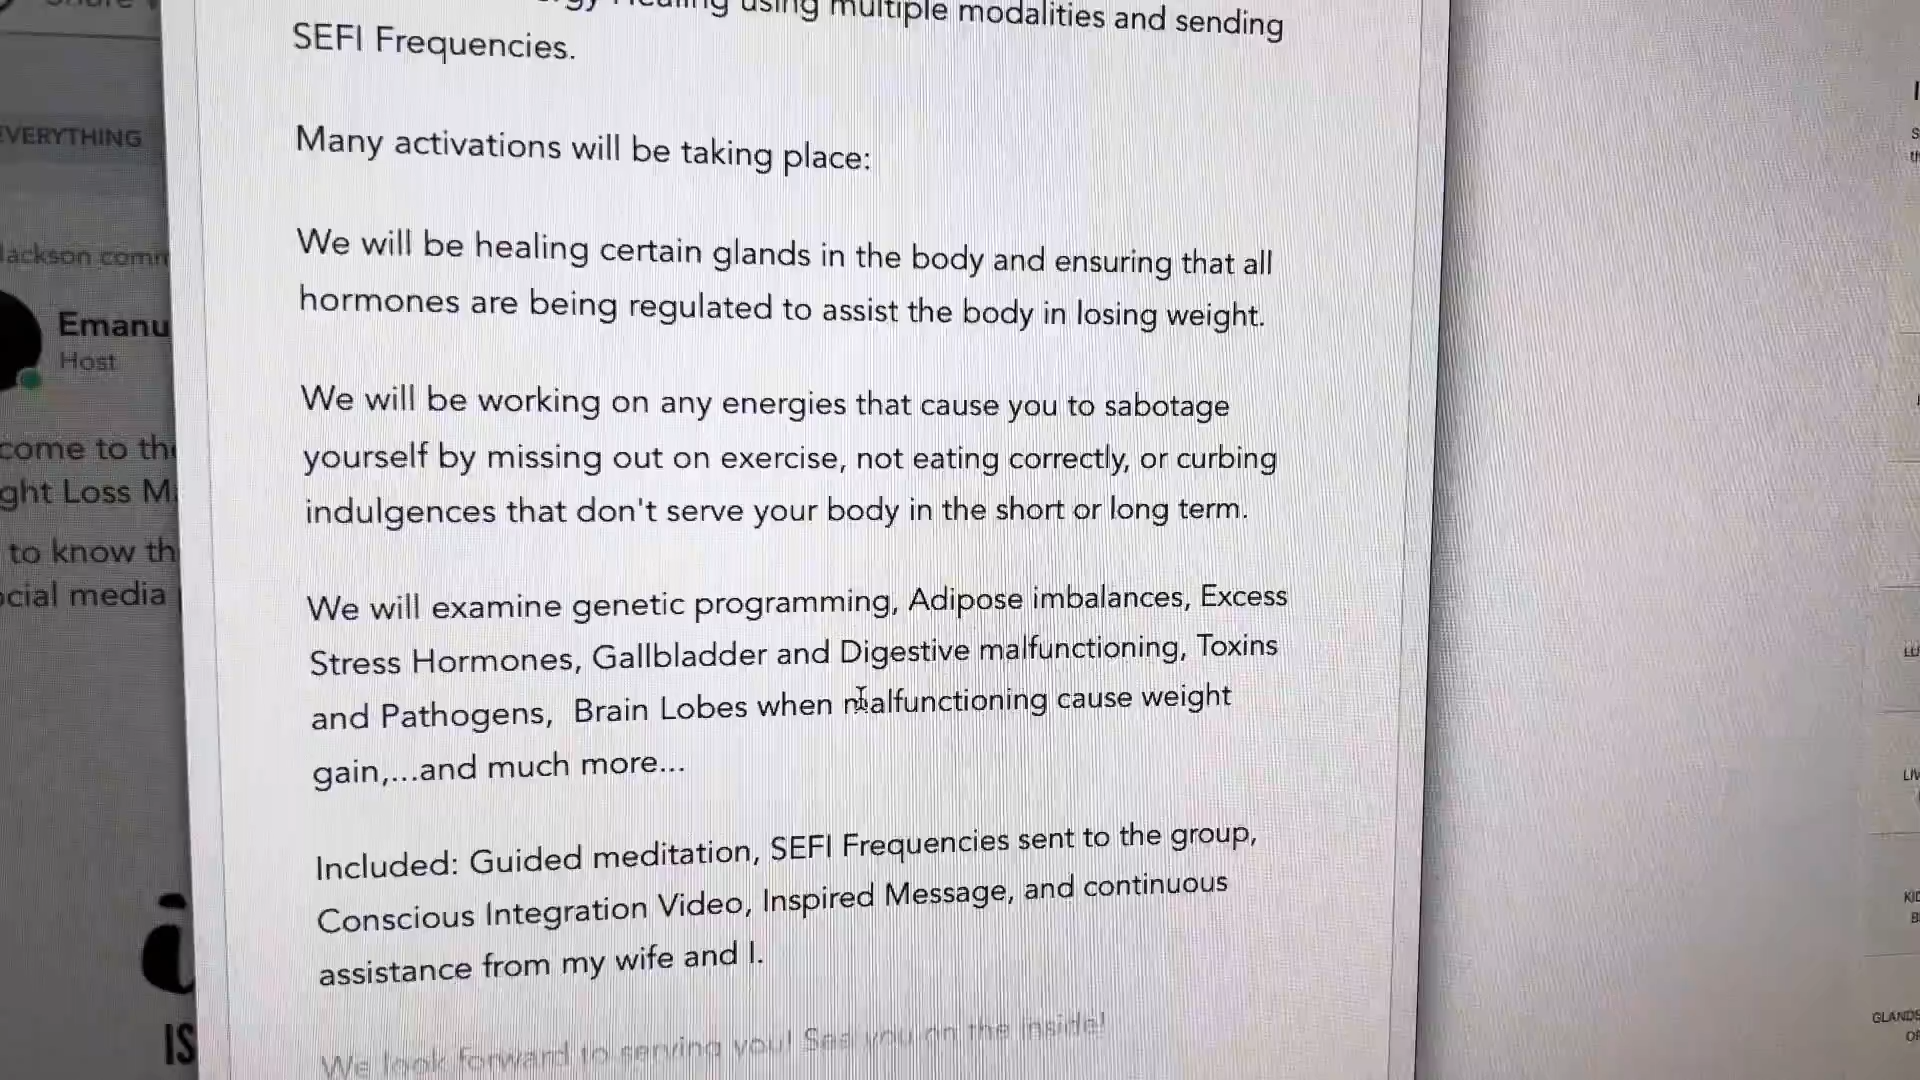 using multiple modalities and sending
SEFI Frequencies.
Many activations will be taking place:
We will be healing certain glands in the body and ensuring that all
hormones are being regulated to assist the body in losing weight.
We will be working on any energies that cause you to sabotage
yourself by missing out on exercise, not eating correctly, or curbing
indulgences that don't serve your body in the short or long term.
We will examine genetic programming, Adipose imbalances, Excess
Stress Hormones, Gallbladder and Digestive malfunctioning, Toxins
and Pathogens, Brain Lobes when malfunctioning cause weight
gain,...and much more...
Included: Guided meditation, SEFI Frequencies sent to the group,
Conscious Integration Video, Inspired Message, and continuous
assistance from my wife and I.
We look forward to serving you! See you on the inside!
EVERYTHING
Emanu
Host
come to th
ght Loss M
to know th
ocial media
IS
GLANDS